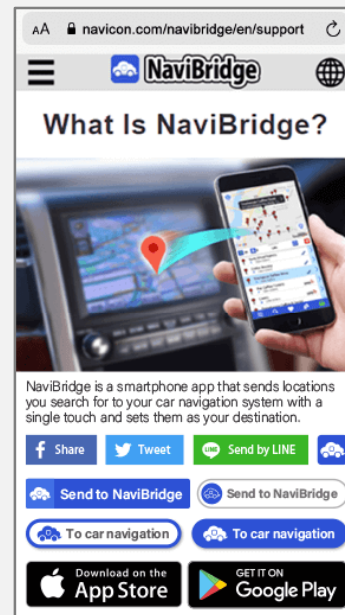 AA navicon.com/navibridge/en/support
NaviBridge
What Is NaviBridge?
NaviBridge is a smartphone app that sends locations
you search for to your car navigation system with a
single touch and sets them as your destination.
Share Tweet LINE Send by LINE
Send to NaviBridge Send to NaviBridge
To car navigation To car navigation
Download on the
App Store
GET IT ON
Google Play